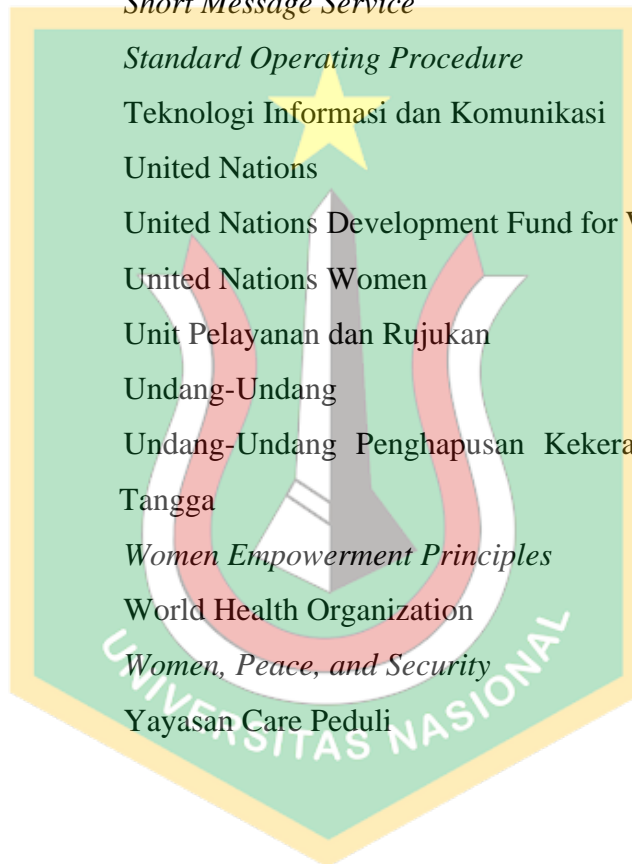 Short Message Service
Standard Operating Procedure
Teknologi Informasi dan Komunikasi
United Nations
United Nations Development Fund for
United Nations Women
Unit Pelayanan dan Rujukan
Undang-Undang
Undang-Undang Penghapusan Kekera
Tangga
Women Empowerment Principles
World Health Organization
Women, Peace, and Security
Yayasan Care Peduli
UNIVERSITAS NASIONAL